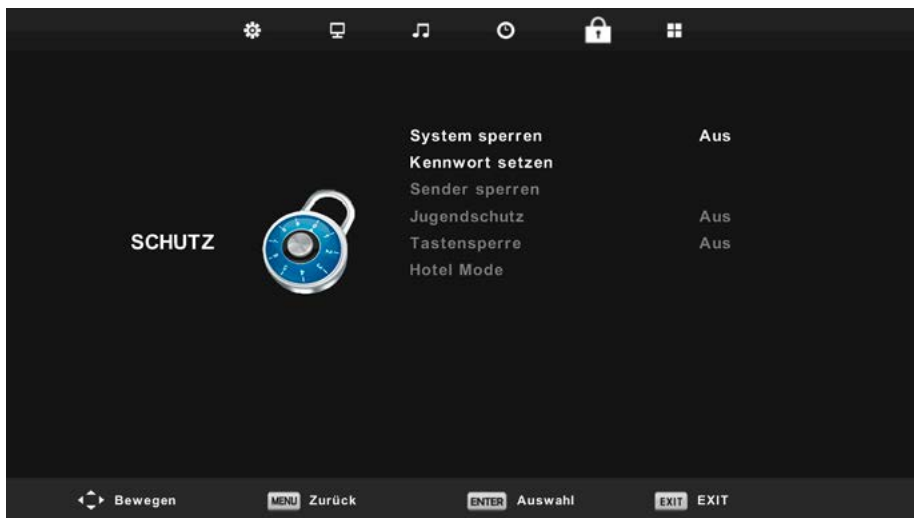 System sperren Aus
Kennwort setzen
Sender sperren
Jugendschutz Aus
SCHUTZ
Tastensperre Aus
Hotel Mode
Bewegen MENU Zurück ENTER Auswahl EXIT EXIT